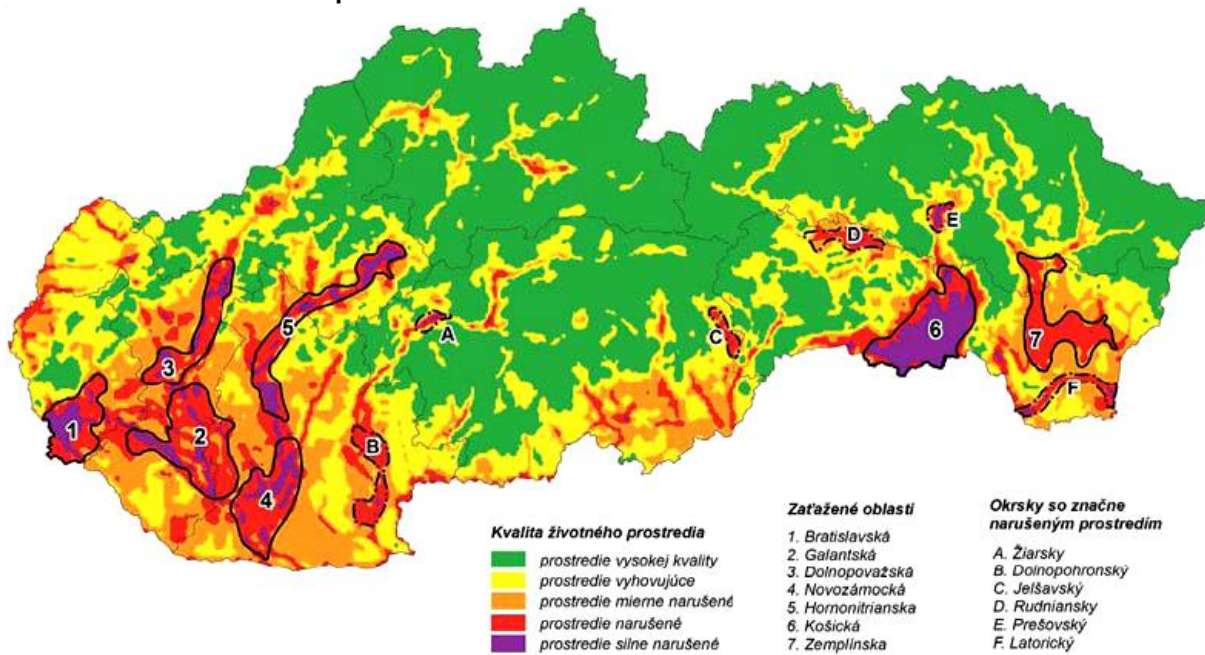 1
2
3
4
5
6
7
A
B
C
D
E
F
Kvalita životného prostredia
prostredie vysokej kvality
prostredie vyhovujúce
prostredie mierne narušené
prostredie narušené
prostredie silne narušené
Zaťažené oblasti
1. Bratislavská
2. Galantská
3. Dolnopovažská
4. Novozámocká
5. Hornonitrianska
6. Košická
7. Zemplínska
Okrsky so značne
narušeným prostredím
A. Žiarsky
B. Dolnopohronský
C. Jelšavský
D. Rudniansky
E. Prešovský
F. Latorický